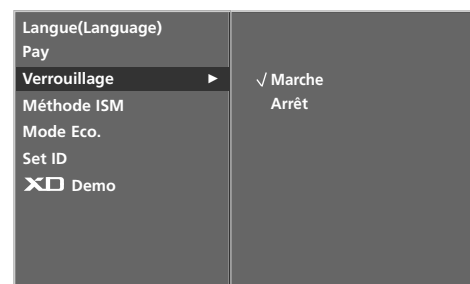 Langue(Language)
Pay
Verrouillage ►
√ Marche
Arrêt
Méthode ISM
Mode Eco.
Set ID
XD Demo